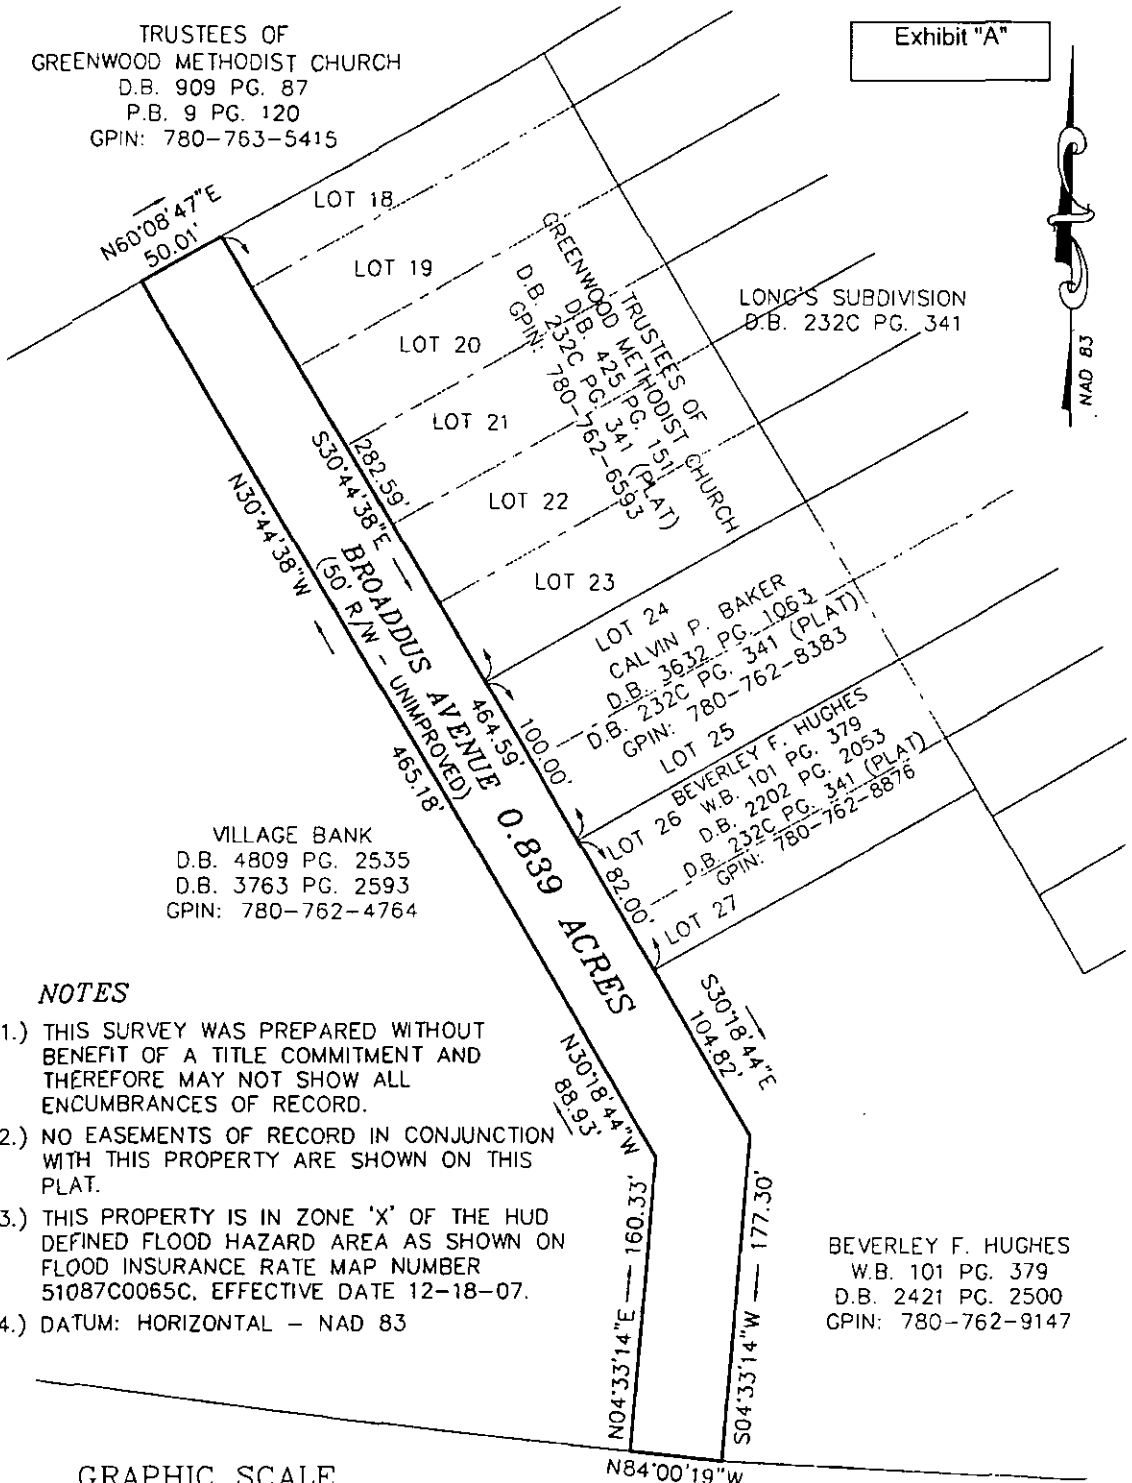 TRUSTEES OF
GREENWOOD METHODIST CHURCH
D.B. 909 PG. 87
P.B. 9 PG. 120
GPIN: 780-763-5415
Exhibit "A"
N60°08'47"E
50.01'
LOT 18
LOT 19
LOT 20
LOT 21
LOT 22
LOT 23
TRUSTEES OF
GREENWOOD METHODIST CHURCH
D.B. 425 PG. 151
D.B. 232C PG. 341 (PLAT)
GPIN: 780-762-6593
LONG'S SUBDIVISION
D.B. 232C PG. 341
NAD 83
282.59'
S30°44'38"E
N30°44'38"W
BROADDUS AVENUE 0.839 ACRES
(50' R/W - UNIMPROVED)
464.59'
465.18'
LOT 24
CALVIN P. BAKER
D.B. 3632 PG. 1063
D.B. 232C PG. 341 (PLAT)
GPIN: 780-762-8383
LOT 25
100.00'
BEVERLEY F. HUGHES
LOT 26 W.B. 101 PG. 379
D.B. 2202 PG. 2053
D.B. 232C PG. 341 (PLAT)
GPIN: 780-762-8876
82.00'
LOT 27
VILLAGE BANK
D.B. 4809 PG. 2535
D.B. 3763 PG. 2593
GPIN: 780-762-4764
S30°18'44"E
104.82'
N30°18'44"W
88.93'
NOTES
1.) THIS SURVEY WAS PREPARED WITHOUT
BENEFIT OF A TITLE COMMITMENT AND
THEREFORE MAY NOT SHOW ALL
ENCUMBRANCES OF RECORD.
2.) NO EASEMENTS OF RECORD IN CONJUNCTION
WITH THIS PROPERTY ARE SHOWN ON THIS
PLAT.
3.) THIS PROPERTY IS IN ZONE 'X' OF THE HUD
DEFINED FLOOD HAZARD AREA AS SHOWN ON
FLOOD INSURANCE RATE MAP NUMBER
51087C0065C, EFFECTIVE DATE 12-18-07.
4.) DATUM: HORIZONTAL - NAD 83
N04°33'14"E — 160.33'
S04°33'14"W — 177.30'
BEVERLEY F. HUGHES
W.B. 101 PG. 379
D.B. 2421 PG. 2500
GPIN: 780-762-9147
GRAPHIC SCALE
N84°00'19"W